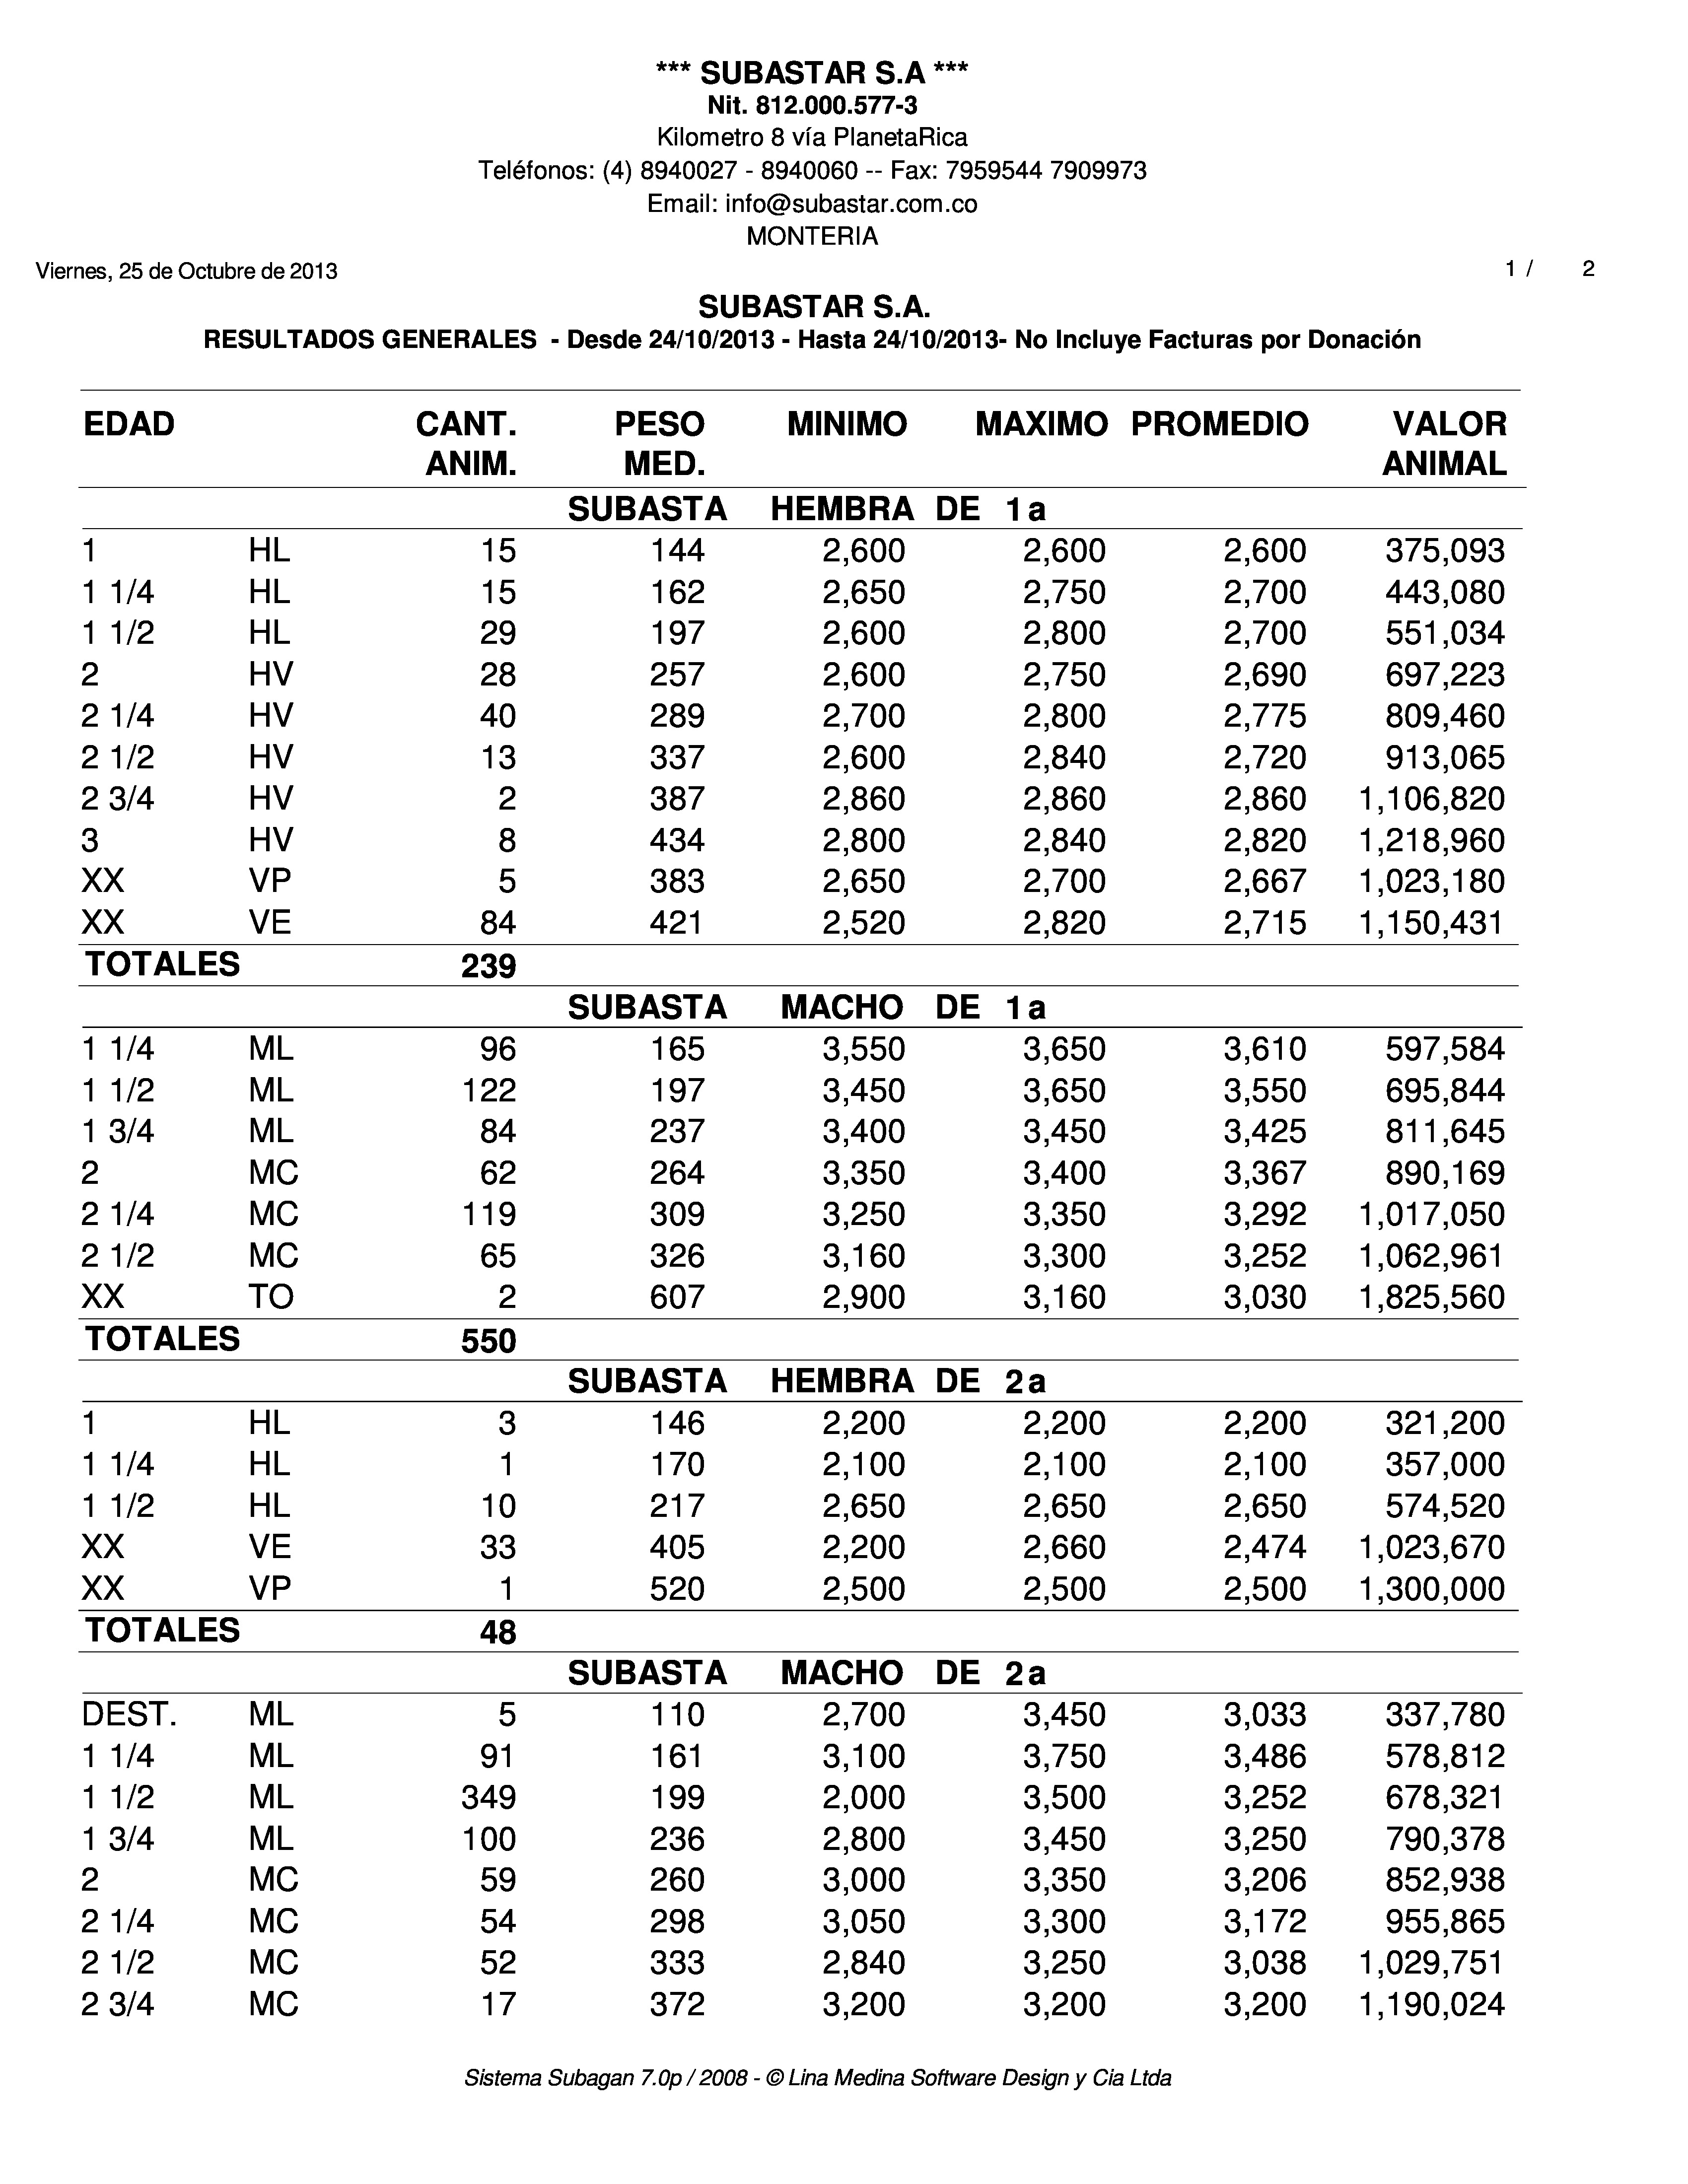 *** SUBASTAR S.A ***
Nit. 812.000.577-3
Kilometro 8 vía PlanetaRica
Teléfonos: (4) 8940027 - 8940060 -- Fax: 7959544 7909973
Email: info@subastar.com.co
MONTERIA
Viernes, 25 de Octubre de 2013 1 / 2
SUBASTAR S.A.
RESULTADOS GENERALES - Desde 24/10/2013 - Hasta 24/10/2013- No Incluye Facturas por Donación
EDAD CANT. PESO MINIMO MAXIMO PROMEDIO VALOR
ANIM. MED. ANIMAL
SUBASTA HEMBRA DE 1a
1 HL 15 144 2,600 2,600 2,600 375,093
1 1/4 HL 15 162 2,650 2,750 2,700 443,080
1 1/2 HL 29 197 2,600 2,800 2,700 551,034
2 HV 28 257 2,600 2,750 2,690 697,223
2 1/4 HV 40 289 2,700 2,800 2,775 809,460
2 1/2 HV 13 337 2,600 2,840 2,720 913,065
2 3/4 HV 2 387 2,860 2,860 2,860 1,106,820
3 HV 8 434 2,800 2,840 2,820 1,218,960
XX VP 5 383 2,650 2,700 2,667 1,023,180
XX VE 84 421 2,520 2,820 2,715 1,150,431
TOTALES 239
SUBASTA MACHO DE 1a
1 1/4 ML 96 165 3,550 3,650 3,610 597,584
1 1/2 ML 122 197 3,450 3,650 3,550 695,844
1 3/4 ML 84 237 3,400 3,450 3,425 811,645
2 MC 62 264 3,350 3,400 3,367 890,169
2 1/4 MC 119 309 3,250 3,350 3,292 1,017,050
2 1/2 MC 65 326 3,160 3,300 3,252 1,062,961
XX TO 2 607 2,900 3,160 3,030 1,825,560
TOTALES 550
SUBASTA HEMBRA DE 2a
1 HL 3 146 2,200 2,200 2,200 321,200
1 1/4 HL 1 170 2,100 2,100 2,100 357,000
1 1/2 HL 10 217 2,650 2,650 2,650 574,520
XX VE 33 405 2,200 2,660 2,474 1,023,670
XX VP 1 520 2,500 2,500 2,500 1,300,000
TOTALES 48
SUBASTA MACHO DE 2a
DEST. ML 5 110 2,700 3,450 3,033 337,780
1 1/4 ML 91 161 3,100 3,750 3,486 578,812
1 1/2 ML 349 199 2,000 3,500 3,252 678,321
1 3/4 ML 100 236 2,800 3,450 3,250 790,378
2 MC 59 260 3,000 3,350 3,206 852,938
2 1/4 MC 54 298 3,050 3,300 3,172 955,865
2 1/2 MC 52 333 2,840 3,250 3,038 1,029,751
2 3/4 MC 17 372 3,200 3,200 3,200 1,190,024
Sistema Subagan 7.0p / 2008 - © Lina Medina Software Design y Cia Ltda